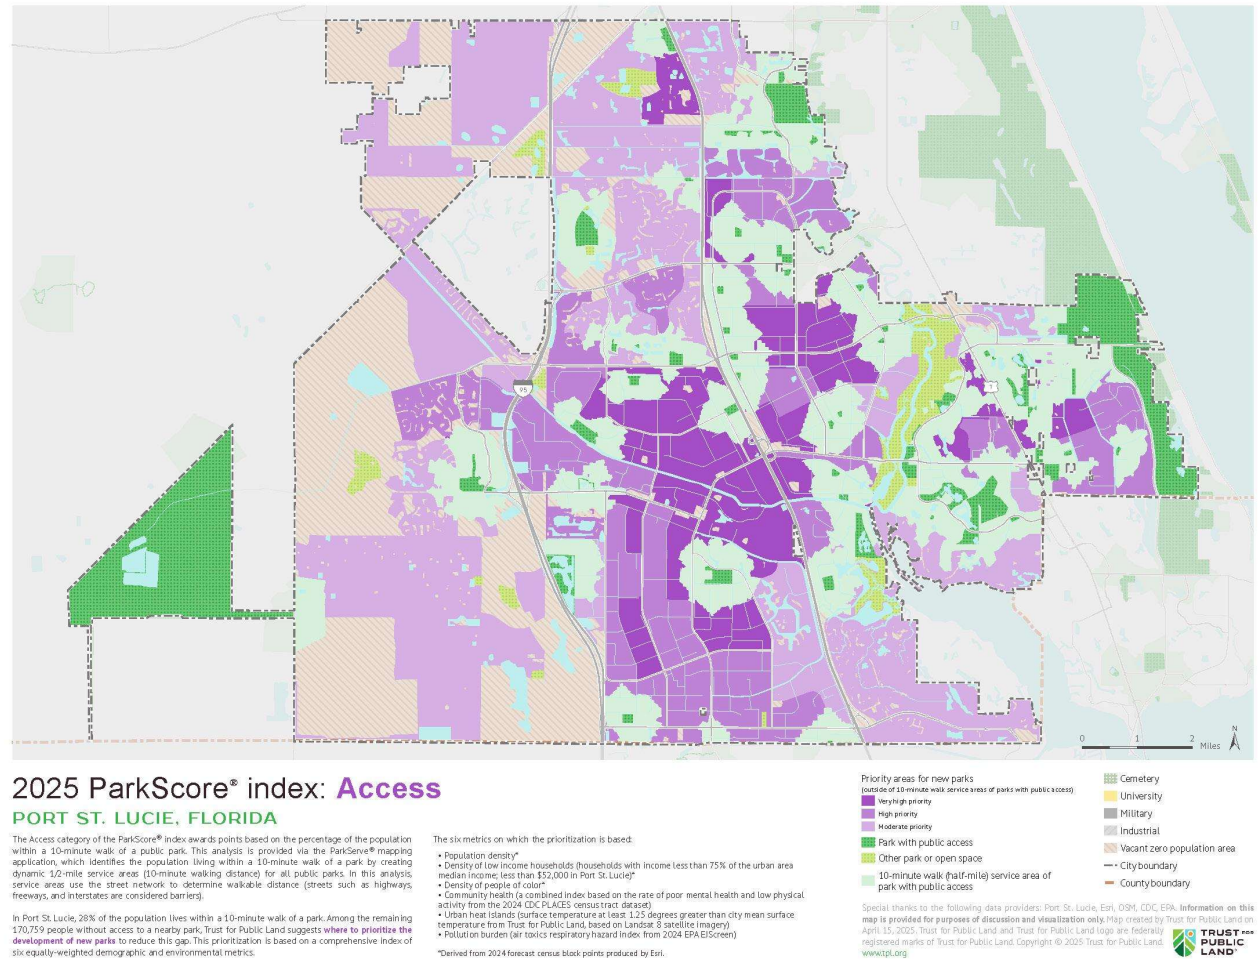 95
1
N
0 1 2
Miles
2025 ParkScore® index: Access
PORT ST. LUCIE, FLORIDA
The Access category of the ParkScore® index awards points based on the percentage of the population
within a 10-minute walk of a public park. This analysis is provided via the ParkServe® mapping
application, which identifies the population living within a 10-minute walk of a park by creating
dynamic 1/2-mile service areas (10-minute walking distance) for all public parks. In this analysis,
service areas use the street network to determine walkable distance (streets such as highways,
freeways, and interstates are considered barriers).
In Port St. Lucie, 28% of the population lives within a 10-minute walk of a park. Among the remaining
170,759 people without access to a nearby park, Trust for Public Land suggests where to prioritize the
development of new parks to reduce this gap. This prioritization is based on a comprehensive index of
six equally-weighted demographic and environmental metrics.
The six metrics on which the prioritization is based:
• Population density*
• Density of low income households (households with income less than 75% of the urban area
median income; less than $52,000 in Port St. Lucie)*
• Density of people of color*
• Community health (a combined index based on the rate of poor mental health and low physical
activity from the 2024 CDC PLACES census tract dataset)
• Urban heat islands (surface temperature at least 1.25 degrees greater than city mean surface
temperature from Trust for Public Land, based on Landsat 8 satellite imagery)
• Pollution burden (air toxics respiratory hazard index from 2024 EPA EJScreen)
*Derived from 2024 forecast census block points produced by Esri.
Priority areas for new parks
(outside of 10-minute walk service areas of parks with public access)
Very high priority
High priority
Moderate priority
Park with public access
Other park or open space
10-minute walk (half-mile) service area of
park with public access
Cemetery
University
Military
Industrial
Vacant zero population area
City boundary
County boundary
Special thanks to the following data providers: Port St. Lucie, Esri, OSM, CDC, EPA. Information on this
map is provided for purposes of discussion and visualization only. Map created by Trust for Public Land on
April 15, 2025. Trust for Public Land and Trust for Public Land logo are federally
registered marks of Trust for Public Land. Copyright © 2025 Trust for Public Land.
www.tpl.org
TRUST FOR
PUBLIC
LAND